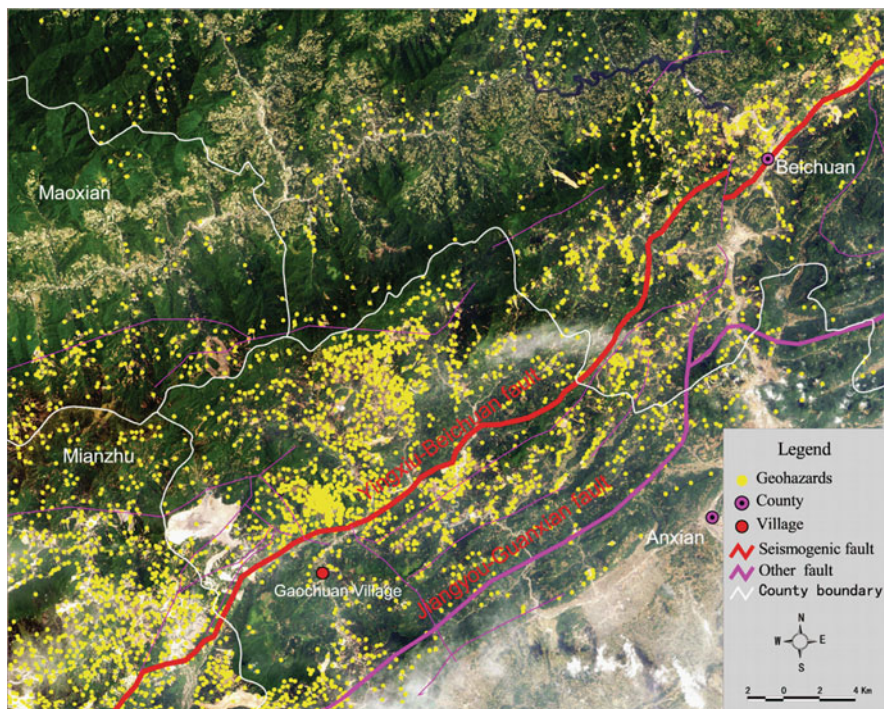 Maoxian
Beichuan
Mianzhu
Yingxiu-Beichuan fault
Jiangyou-Guanxian fault
Gaochuan Village
Anxian
Legend
Geohazards
County
Village
Seismogenic fault
Other fault
County boundary
N
W E
S
2 0 2 4 Km